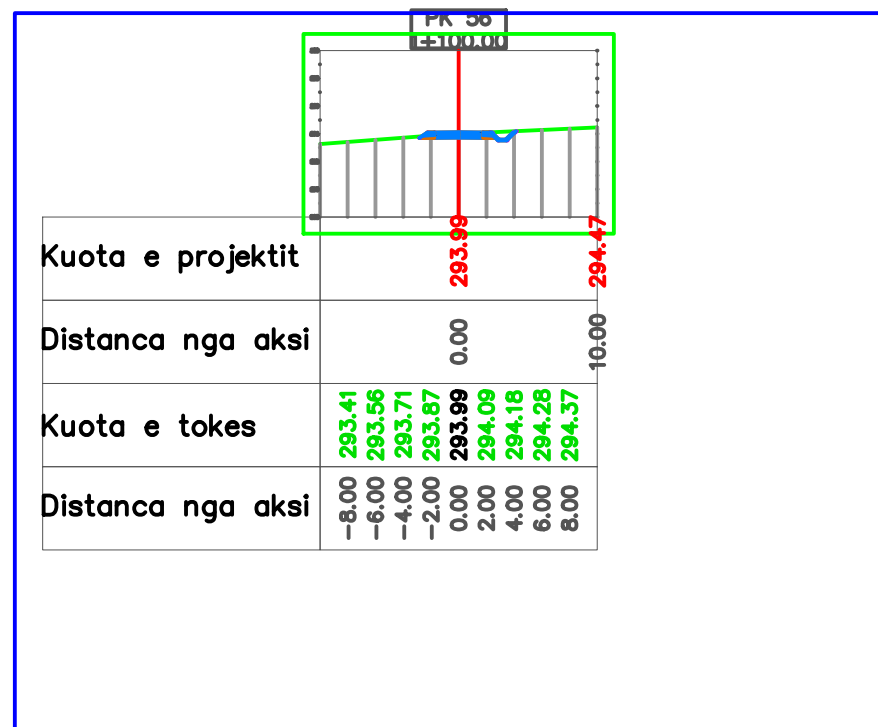 PK 56
1+100.00
Kuota e projektit 293.99 294.47
Distanca nga aksi 0.00 10.00
Kuota e tokes 293.41 293.56 293.71 293.87 293.99 294.09 294.18 294.28 294.37
Distanca nga aksi -8.00 -6.00 -4.00 -2.00 0.00 2.00 4.00 6.00 8.00